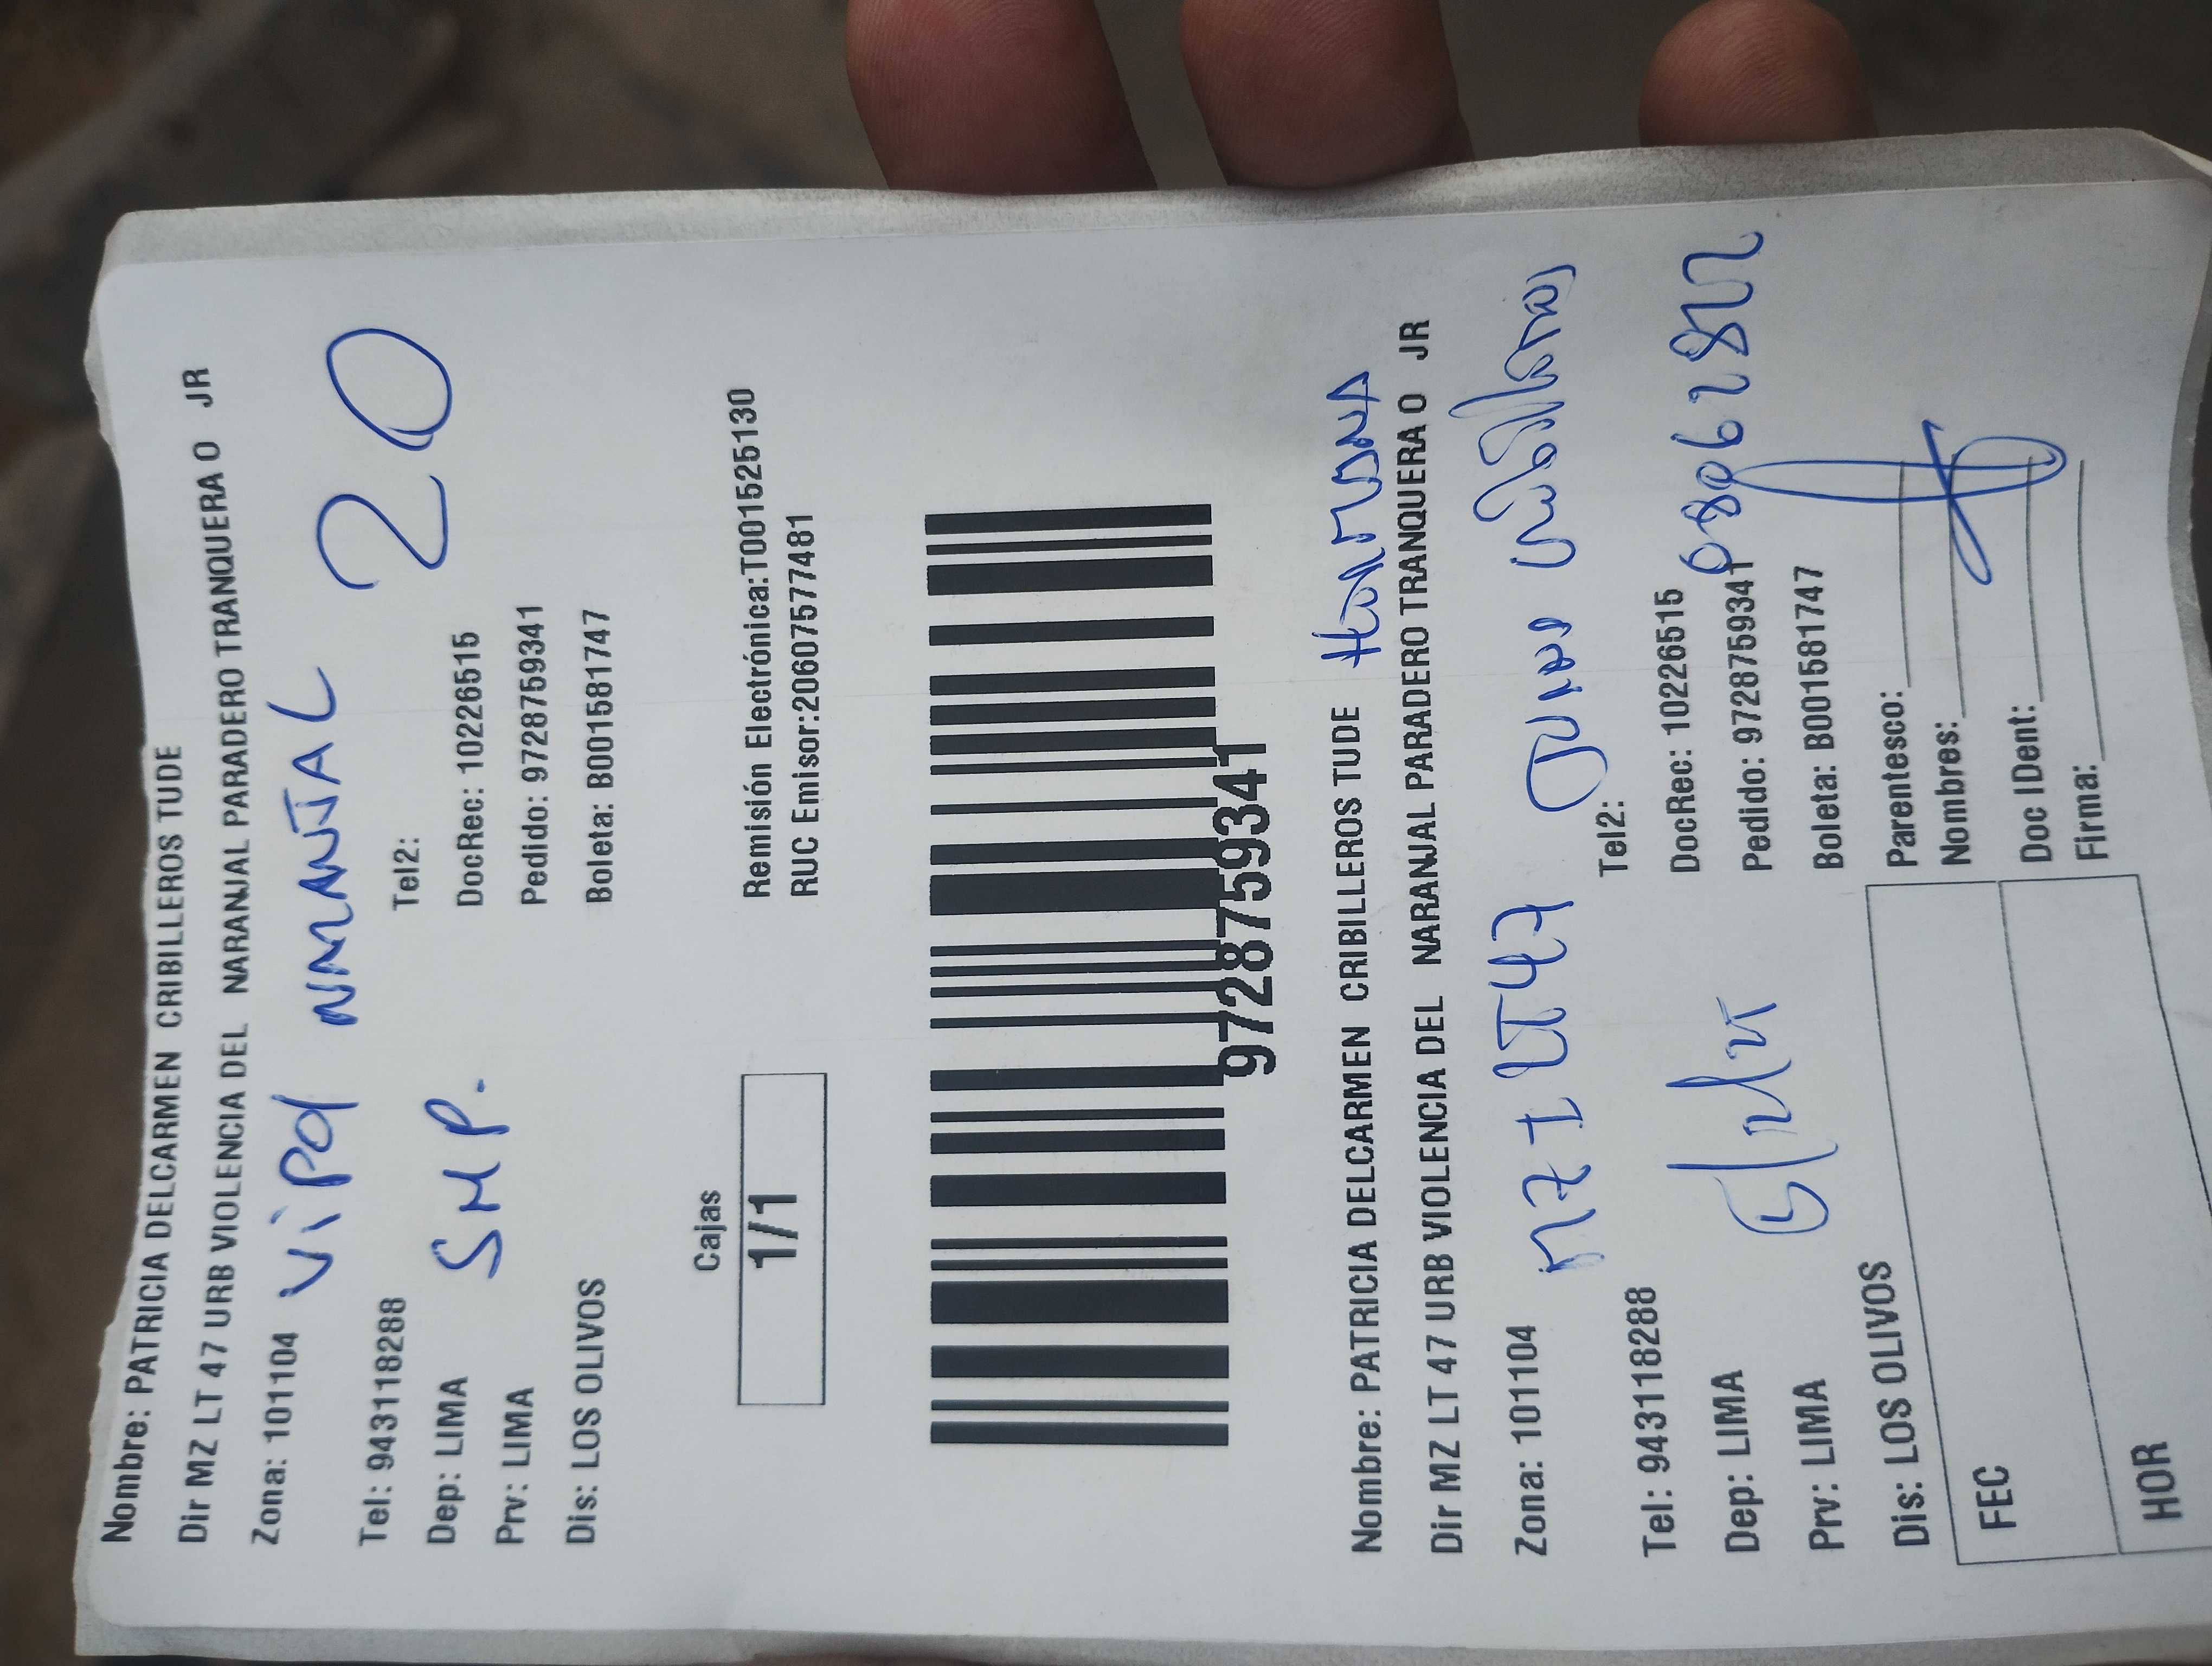 Nombre: PATRICIA DELCARMEN CRIBILLEROS TUDE
Dir MZ LT 47 URB VIOLENCIA DEL NARANJAL PARADERO TRANQUERA O JR
Zona: 101104
Tel: 943118288 Tel2:
Dep: LIMA SMP. DocRec: 10226515
20
Prv: LIMA Pedido: 9728759341
Dis: LOS OLIVOS Boleta: B001581747
Cajas
1/1
Remisión Electrónica:T001525130
RUC Emisor:20607577481
9728759341
Nombre: PATRICIA DELCARMEN CRIBILLEROS TUDE HERMANA
Dir MZ LT 47 URB VIOLENCIA DEL NARANJAL PARADERO TRANQUERA O JR
Zona: 101104 MZ I LT 47
Tel: 943118288 Tel2:
Dep: LIMA DocRec: 10226515
Prv: LIMA Pedido: 9728759341
Dis: LOS OLIVOS Boleta: B001581747
FEC
HOR
Parentesco:
Nombres:
Doc IDent:
Firma: